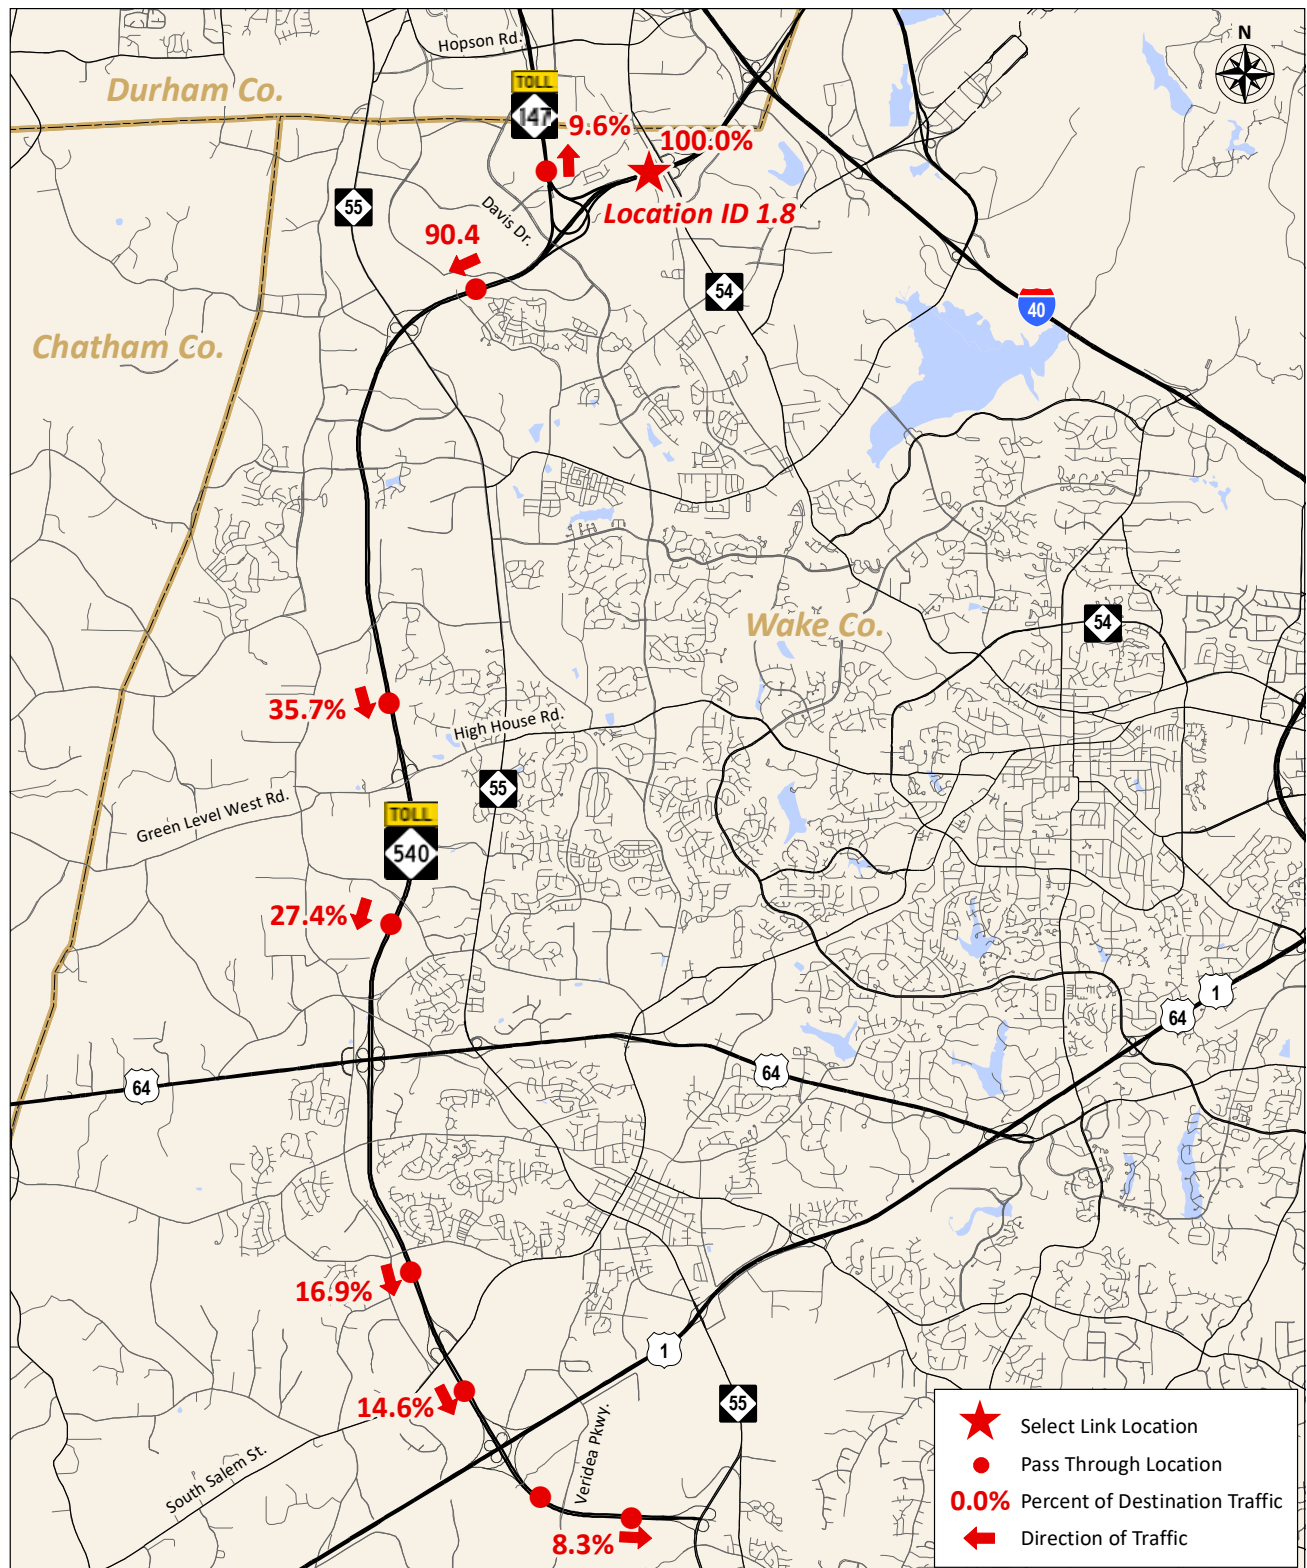 N
Hopson Rd.
TOLL
147
Durham Co.
9.6%
100.0%
55
Davis Dr.
Location ID 1.8
90.4
54
40
Chatham Co.
Wake Co.
54
35.7%
High House Rd.
55
Green Level West Rd.
TOLL
540
27.4%
1
64
64
64
16.9%
1
14.6%
55
Veridea Pkwy.
South Salem St.
8.3%
Select Link Location
Pass Through Location
0.0% Percent of Destination Traffic
Direction of Traffic